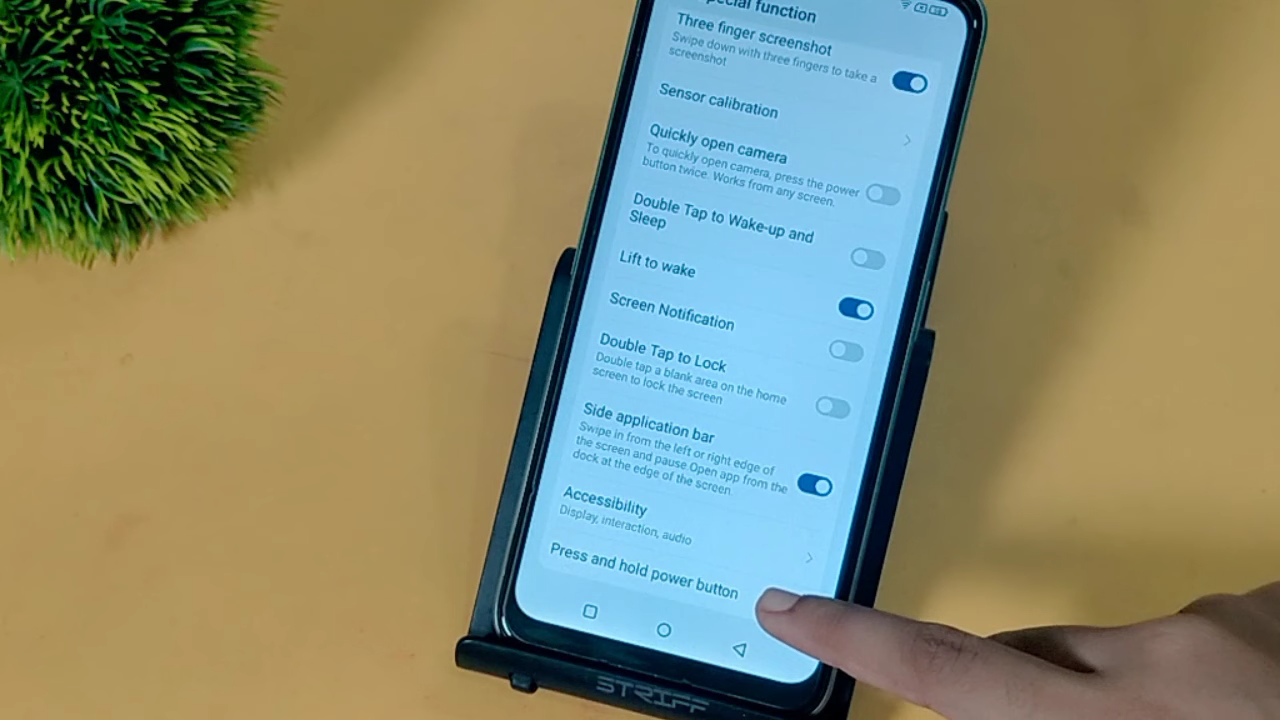 pecial function
Three finger screenshot
Swipe down with three fingers to take a
screenshot
Sensor calibration
Quickly open camera
To quickly open camera, press the power
button twice. Works from any screen.
Double Tap to Wake-up and
Sleep
Lift to wake
Screen Notification
Double Tap to Lock
Double tap a blank area on the home
screen to lock the screen
Side application bar
Swipe in from the left or right edge of
the screen and pause.Open app from the
dock at the edge of the screen.
Accessibility
Display, interaction, audio
Press and hold power button
STRIFF